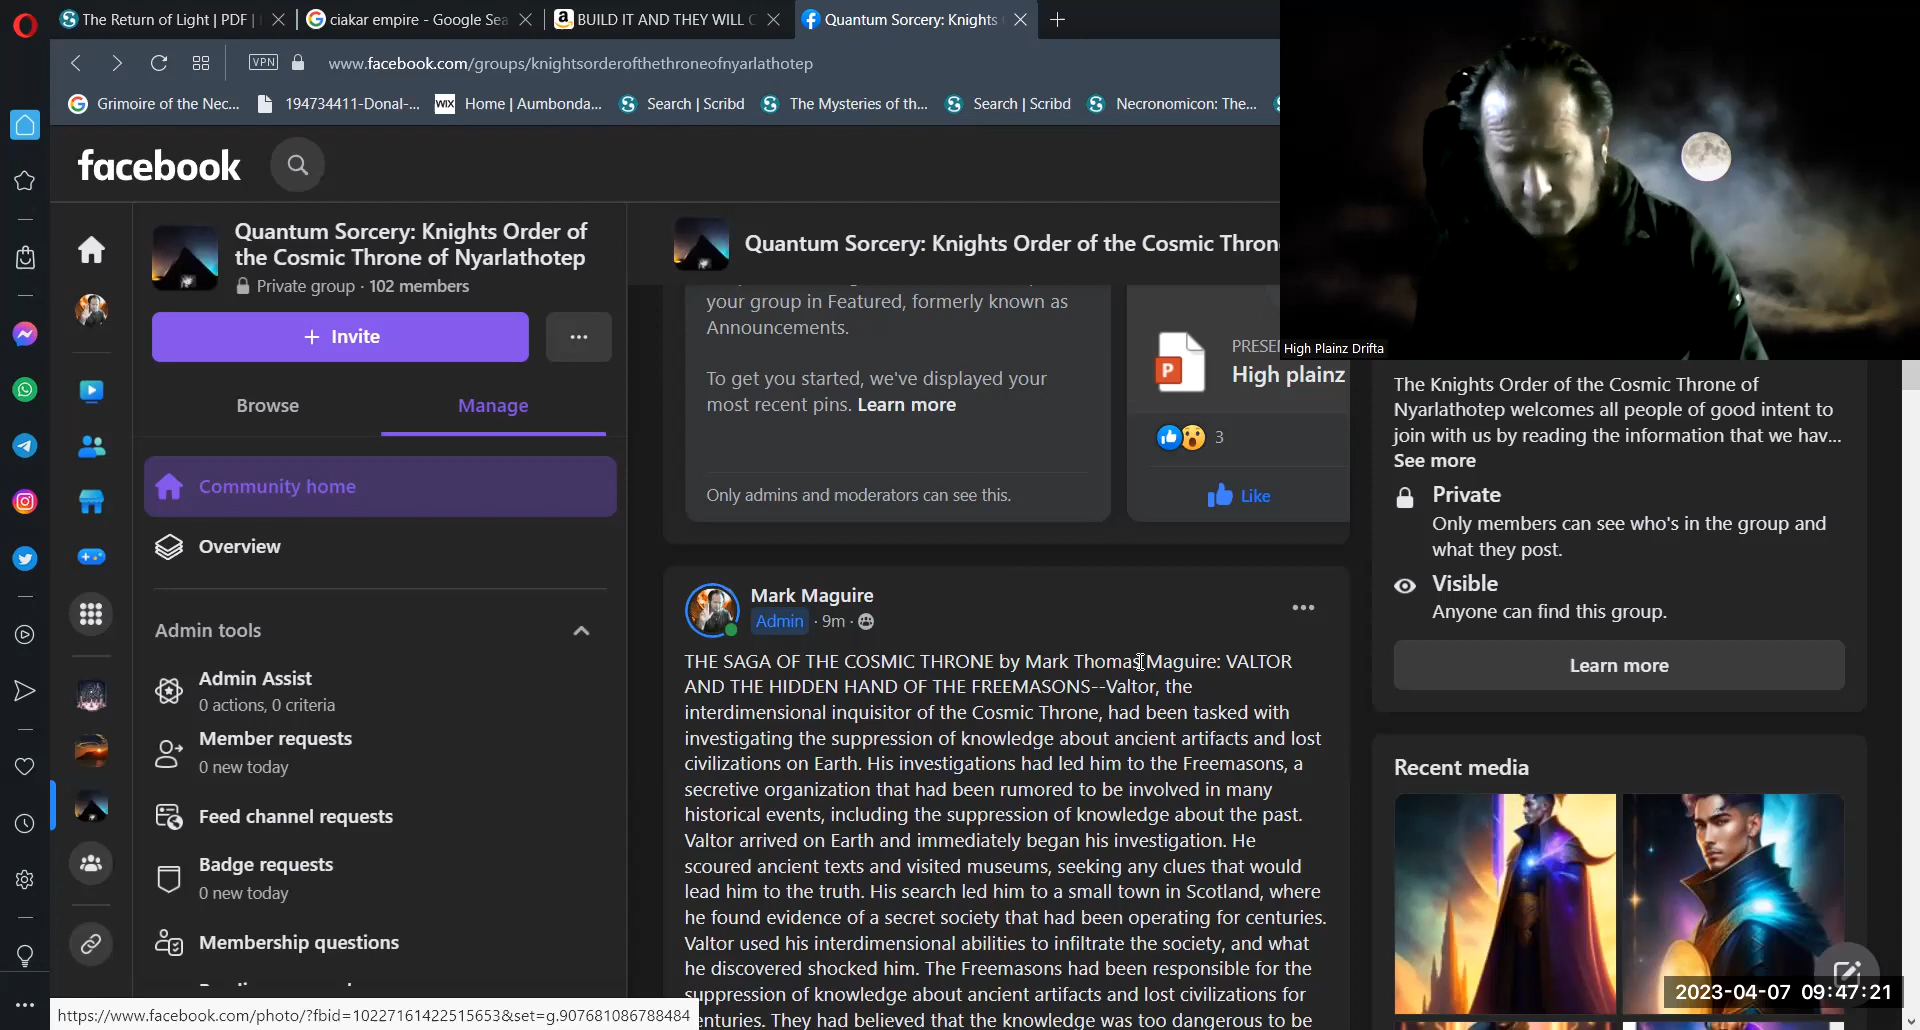 The Return of Light | PDF |
ciakar empire - Google Sea
BUILD IT AND THEY WILL C
Quantum Sorcery: Knights
VPN
www.facebook.com/groups/knightsorderofthethroneofnyarlathotep
Grimoire of the Nec...
194734411-Donal-...
WIX
Home | Aumbonda...
Search | Scribd
The Mysteries of th...
Search | Scribd
Necronomicon: The...
High Plainz Drifta
facebook
Quantum Sorcery: Knights Order of
the Cosmic Throne of Nyarlathotep
Private group · 102 members
+ Invite
Browse
Manage
Community home
Overview
Admin tools
Admin Assist
0 actions, 0 criteria
Member requests
0 new today
Feed channel requests
Badge requests
0 new today
Membership questions
https://www.facebook.com/photo/?fbid=10227161422515653&set=g.907681086788484
Quantum Sorcery: Knights Order of the Cosmic Thron
your group in Featured, formerly known as
Announcements.
To get you started, we've displayed your
most recent pins. Learn more
Only admins and moderators can see this.
P
PRESEN
High plainz
3
Like
Mark Maguire
Admin · 9m ·
THE SAGA OF THE COSMIC THRONE by Mark Thomas Maguire: VALTOR
AND THE HIDDEN HAND OF THE FREEMASONS--Valtor, the
interdimensional inquisitor of the Cosmic Throne, had been tasked with
investigating the suppression of knowledge about ancient artifacts and lost
civilizations on Earth. His investigations had led him to the Freemasons, a
secretive organization that had been rumored to be involved in many
historical events, including the suppression of knowledge about the past.
Valtor arrived on Earth and immediately began his investigation. He
scoured ancient texts and visited museums, seeking any clues that would
lead him to the truth. His search led him to a small town in Scotland, where
he found evidence of a secret society that had been operating for centuries.
Valtor used his interdimensional abilities to infiltrate the society, and what
he discovered shocked him. The Freemasons had been responsible for the
suppression of knowledge about ancient artifacts and lost civilizations for
centuries. They had believed that the knowledge was too dangerous to be
The Knights Order of the Cosmic Throne of
Nyarlathotep welcomes all people of good intent to
join with us by reading the information that we hav...
See more
Private
Only members can see who's in the group and
what they post.
Visible
Anyone can find this group.
Learn more
Recent media
2023-04-07 09:47:21